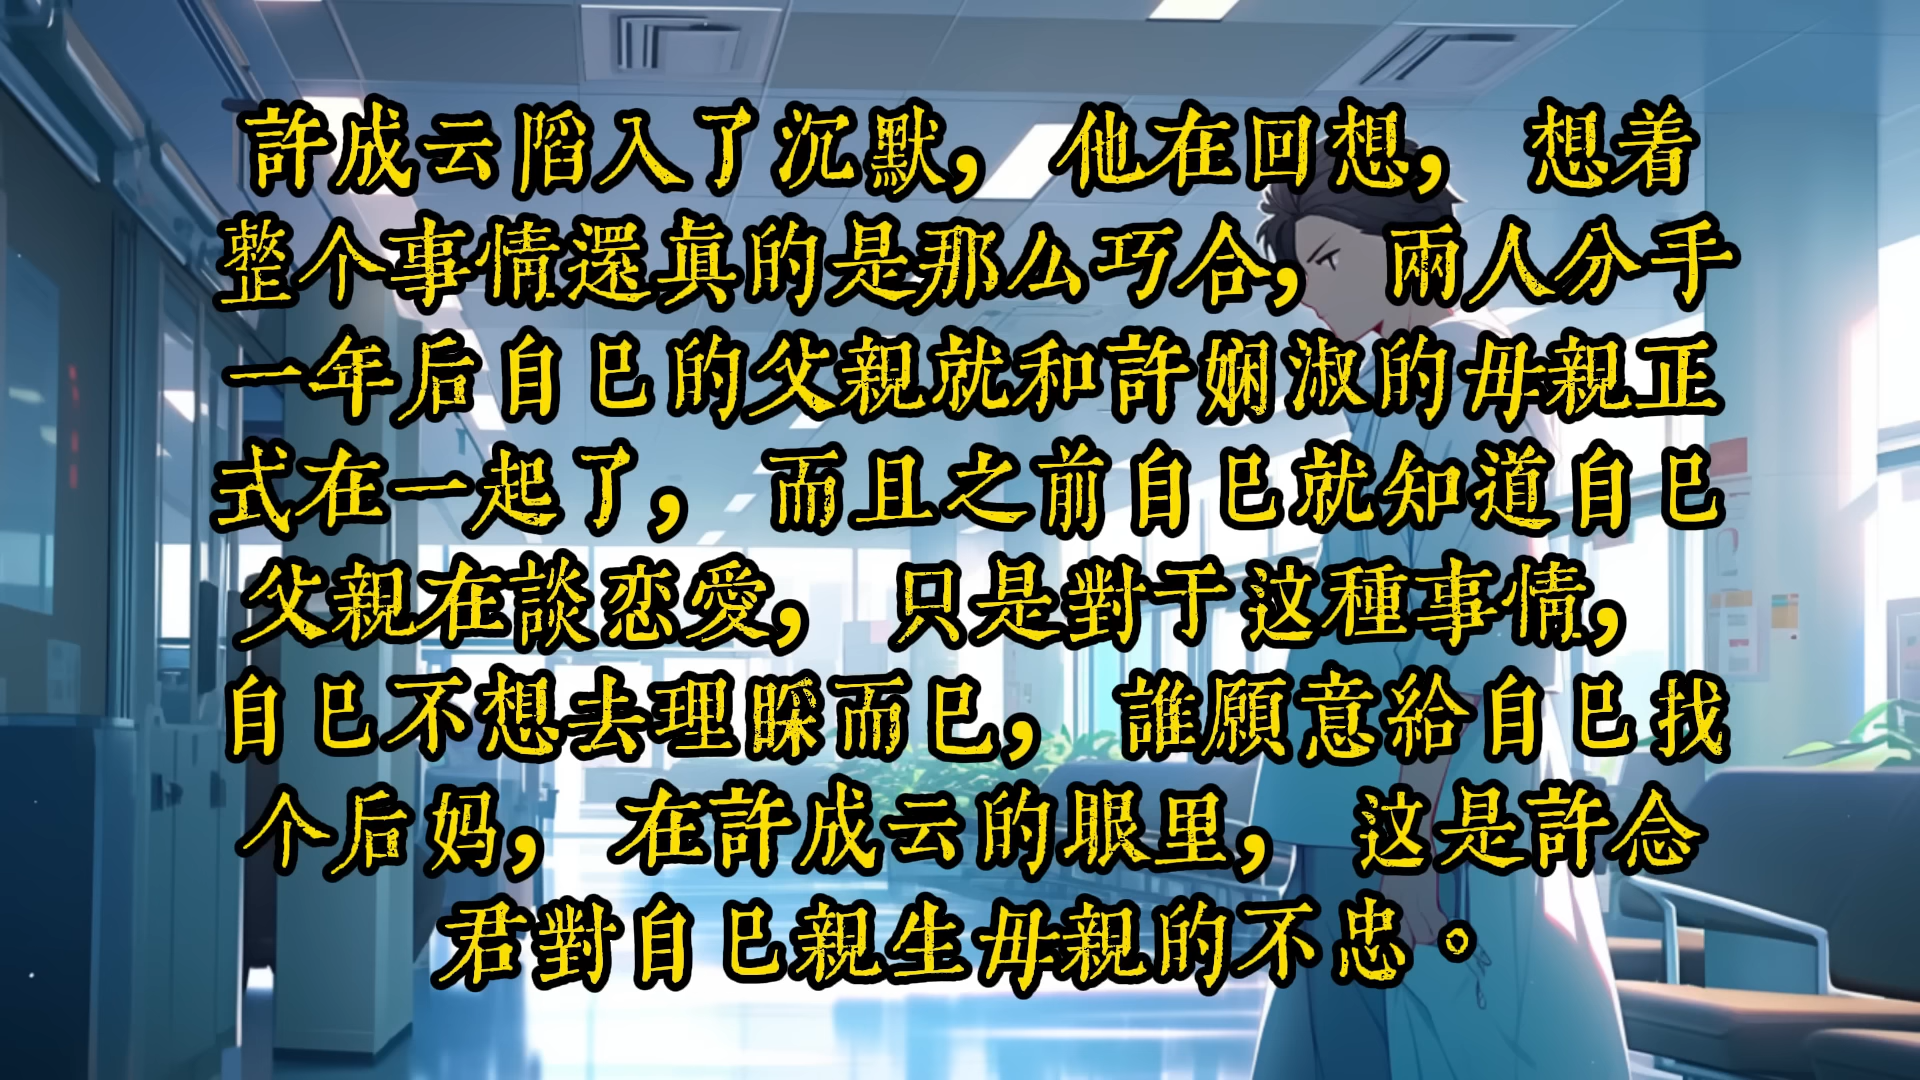 許成云陷入了沉默，他在回想，想着
整个事情還真的是那么巧合，兩人分手
一年后自已的父親就和許嫻淑的母親正
式在一起了，而且之前自已就知道自已
父親在談恋愛，只是對于这種事情，
自已不想去理睬而已，誰願意給自已找
个后妈，在許成云的眼里，这是許念
君對自已親生母親的不忠。